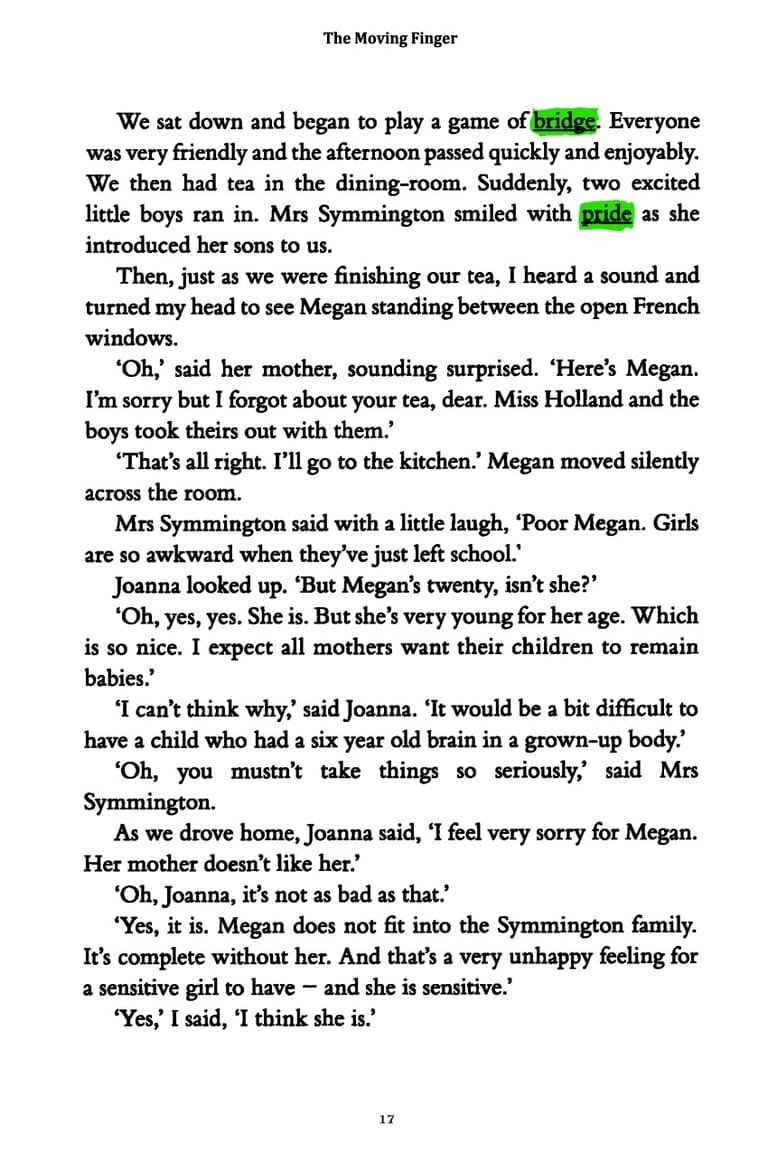 The Moving Finger
We sat down and began to play a game of bridge. Everyone
was very friendly and the afternoon passed quickly and enjoyably.
We then had tea in the dining-room. Suddenly, two excited
little boys ran in. Mrs Symmington smiled with pride as she
introduced her sons to us.
Then, just as we were finishing our tea, I heard a sound and
turned my head to see Megan standing between the open French
windows.
‘Oh,’ said her mother, sounding surprised. ‘Here’s Megan.
I’m sorry but I forgot about your tea, dear. Miss Holland and the
boys took theirs out with them.’
‘That’s all right. I’ll go to the kitchen.’ Megan moved silently
across the room.
Mrs Symmington said with a little laugh, ‘Poor Megan. Girls
are so awkward when they’ve just left school.’
Joanna looked up. ‘But Megan’s twenty, isn’t she?’
‘Oh, yes, yes. She is. But she’s very young for her age. Which
is so nice. I expect all mothers want their children to remain
babies.’
‘I can’t think why,’ said Joanna. ‘It would be a bit difficult to
have a child who had a six year old brain in a grown-up body.’
‘Oh, you mustn’t take things so seriously,’ said Mrs
Symmington.
As we drove home, Joanna said, ‘I feel very sorry for Megan.
Her mother doesn’t like her.’
‘Oh, Joanna, it’s not as bad as that.’
‘Yes, it is. Megan does not fit into the Symmington family.
It’s complete without her. And that’s a very unhappy feeling for
a sensitive girl to have – and she is sensitive.’
‘Yes,’ I said, ‘I think she is.’
17